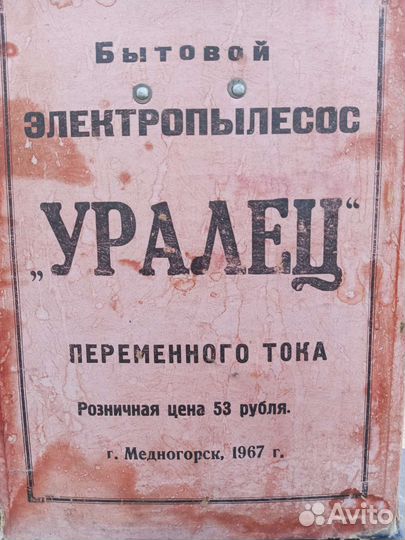 Бытовой
ЭЛЕКТРОПЫЛЕСОС
„УРАЛЕЦ“
ПЕРЕМЕННОГО ТОКА
Розничная цена 53 рубля.
г. Медногорск, 1967 г.
Avito